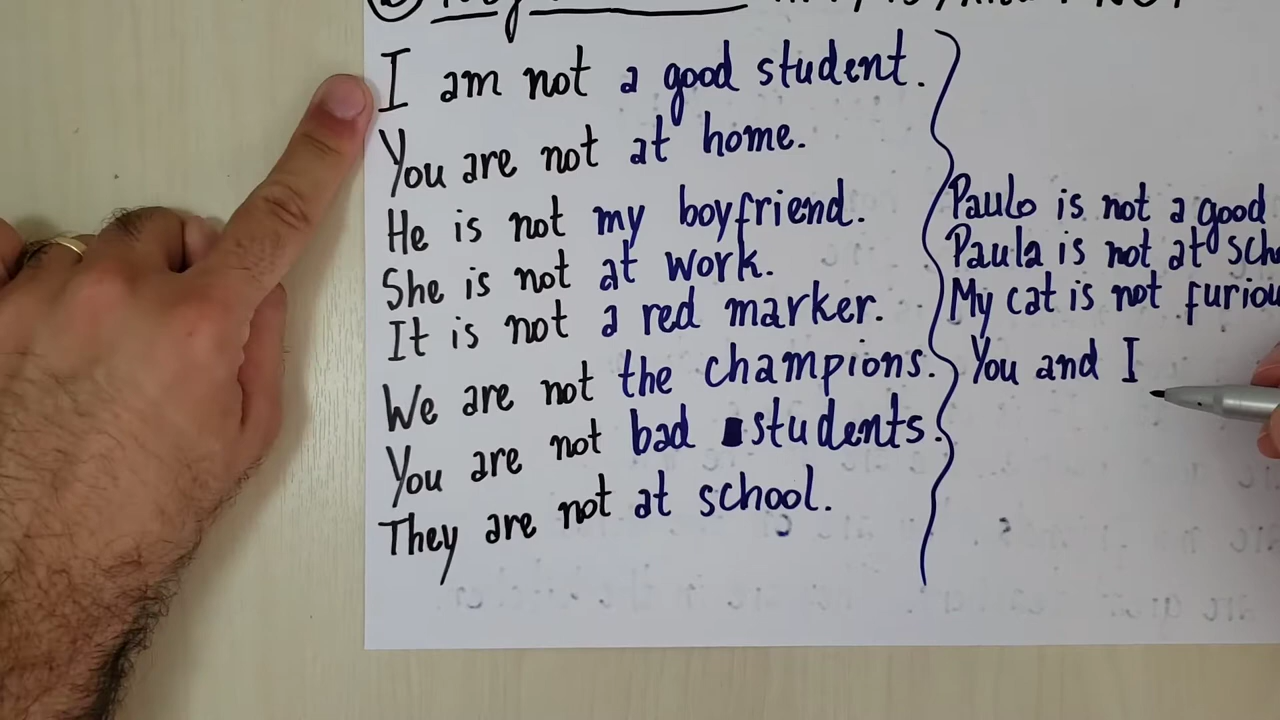 I am not a good student.
You are not at home.
He is not my boyfriend.
She is not at work.
It is not a red marker.
We are not the champions.
You are not bad students.
They are not at school.
Paulo is not a good
Paula is not at
My cat is not
You and I